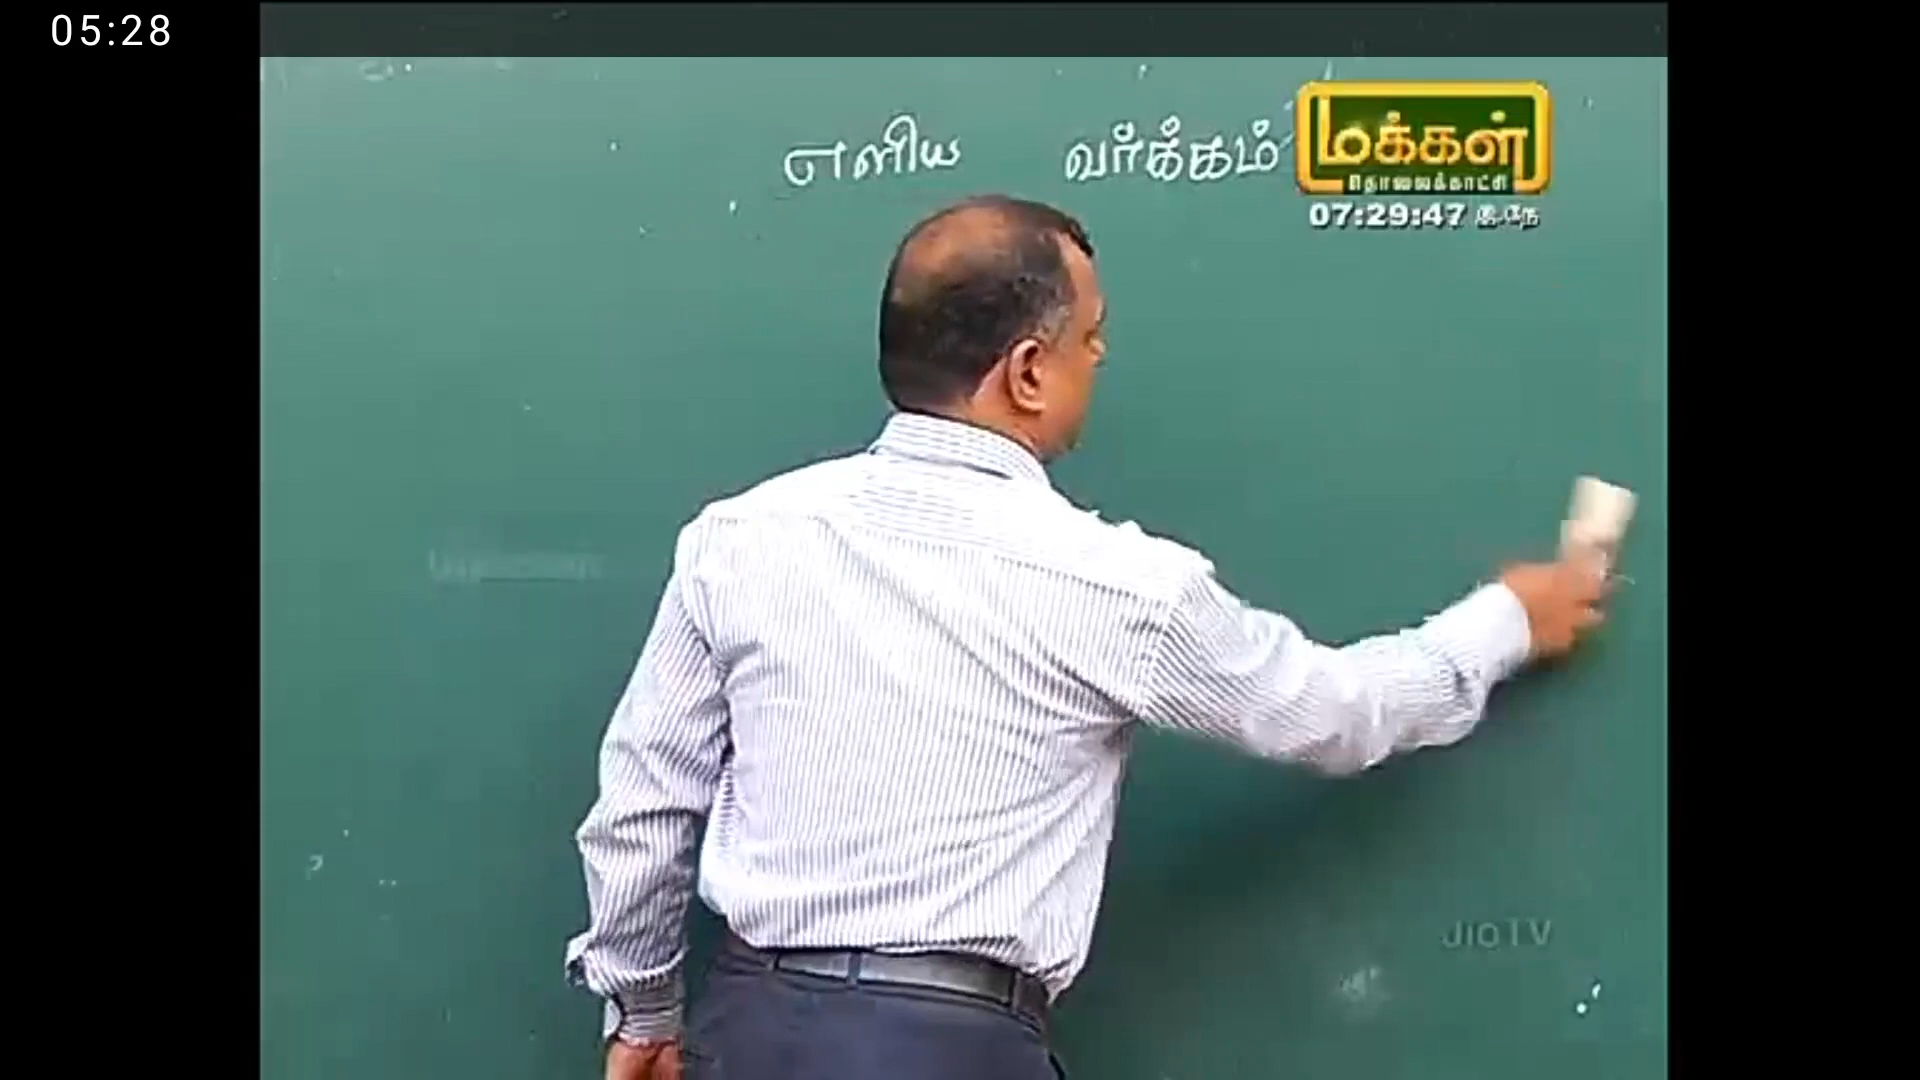 05:28
எளிய வர்க்கம்
மக்கள்
தொலைக்காட்சி
07:29:47 இ.நே
JioTV